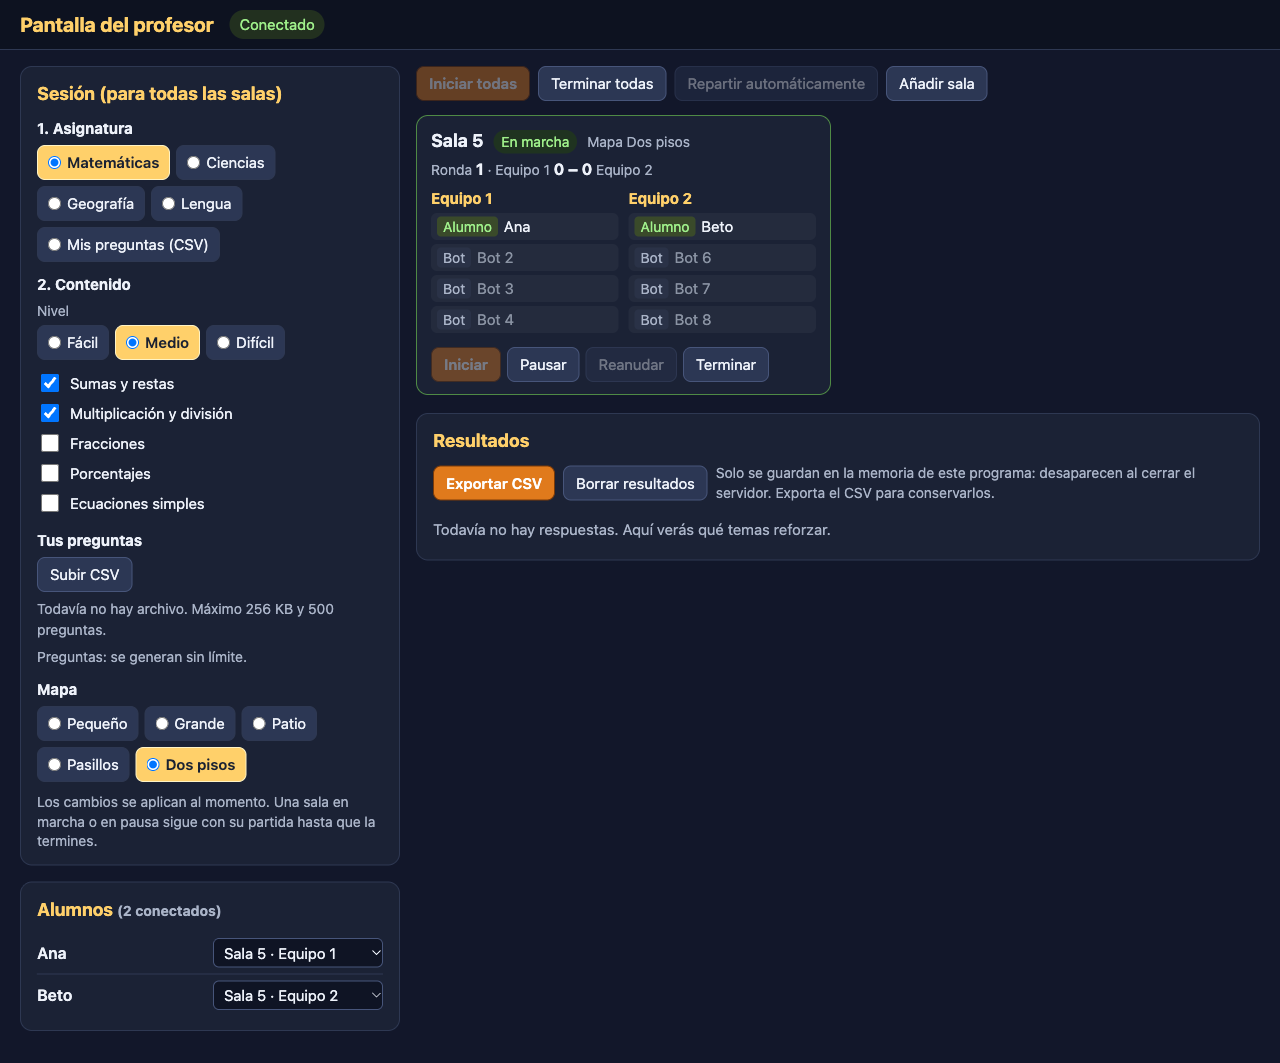 Pantalla del profesor
Conectado
Sesión (para todas las salas)
1. Asignatura
Matemáticas
Ciencias
Geografía
Lengua
Mis preguntas (CSV)
2. Contenido
Nivel
Fácil
Medio
Difícil
Sumas y restas
Multiplicación y división
Fracciones
Porcentajes
Ecuaciones simples
Tus preguntas
Subir CSV
Todavía no hay archivo. Máximo 256 KB y 500
preguntas.
Preguntas: se generan sin límite.
Mapa
Pequeño
Grande
Patio
Pasillos
Dos pisos
Los cambios se aplican al momento. Una sala en
marcha o en pausa sigue con su partida hasta que la
termines.
Alumnos (2 conectados)
Ana
Sala 5 · Equipo 1
Beto
Sala 5 · Equipo 2
Iniciar todas
Terminar todas
Repartir automáticamente
Añadir sala
Sala 5
En marcha
Mapa Dos pisos
Ronda 1 · Equipo 1 0 – 0 Equipo 2
Equipo 1
Alumno Ana
Bot Bot 2
Bot Bot 3
Bot Bot 4
Equipo 2
Alumno Beto
Bot Bot 6
Bot Bot 7
Bot Bot 8
Iniciar
Pausar
Reanudar
Terminar
Resultados
Exportar CSV
Borrar resultados
Solo se guardan en la memoria de este programa: desaparecen al cerrar el
servidor. Exporta el CSV para conservarlos.
Todavía no hay respuestas. Aquí verás qué temas reforzar.